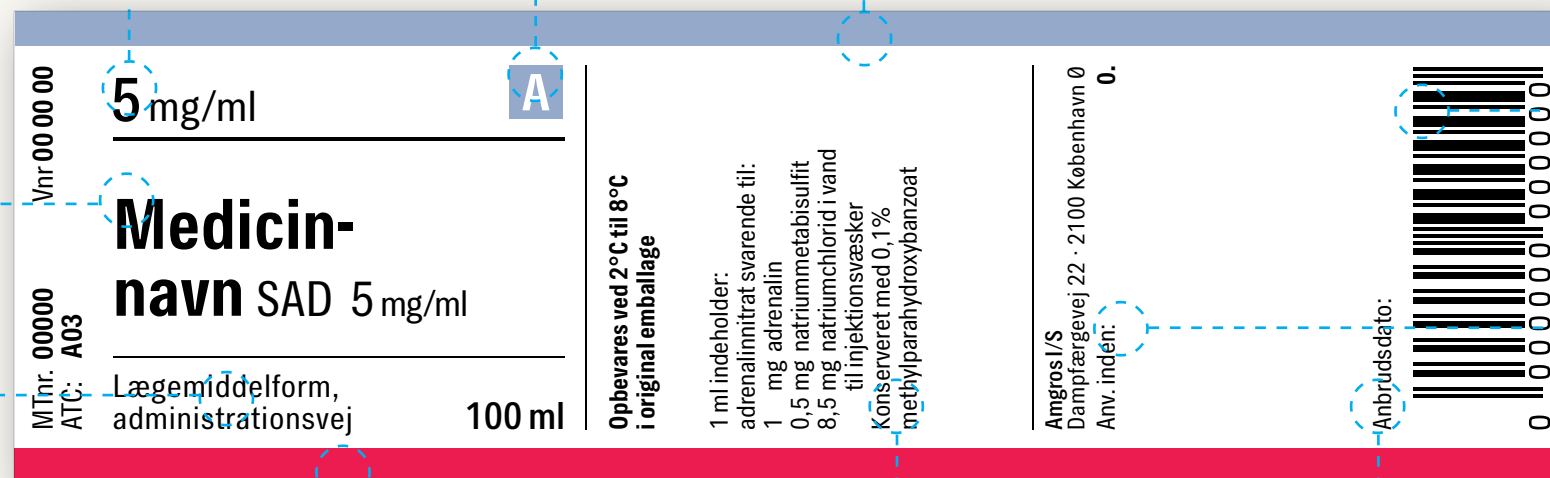 Vnr 00 00 00
MTnr. 00000
ATC: A03
5 mg/ml
A
Medicin-
navn SAD 5 mg/ml
Lægemiddelform,
administrationsvej
100 ml
Opbevares ved 2°C til 8°C
i original emballage
1 ml indeholder:
adrenalinnitrat svarende til:
1 mg adrenalin
0,5 mg natriummetabisulfit
8,5 mg natriumchlorid i vand
til injektionsvæsker
Konserveret med 0,1%
methylparahydroxybanzoat
Amgros I/S
Dampfærgevej 22 · 2100 København Ø
Anv. inden: 0.
Anbrudsdato: